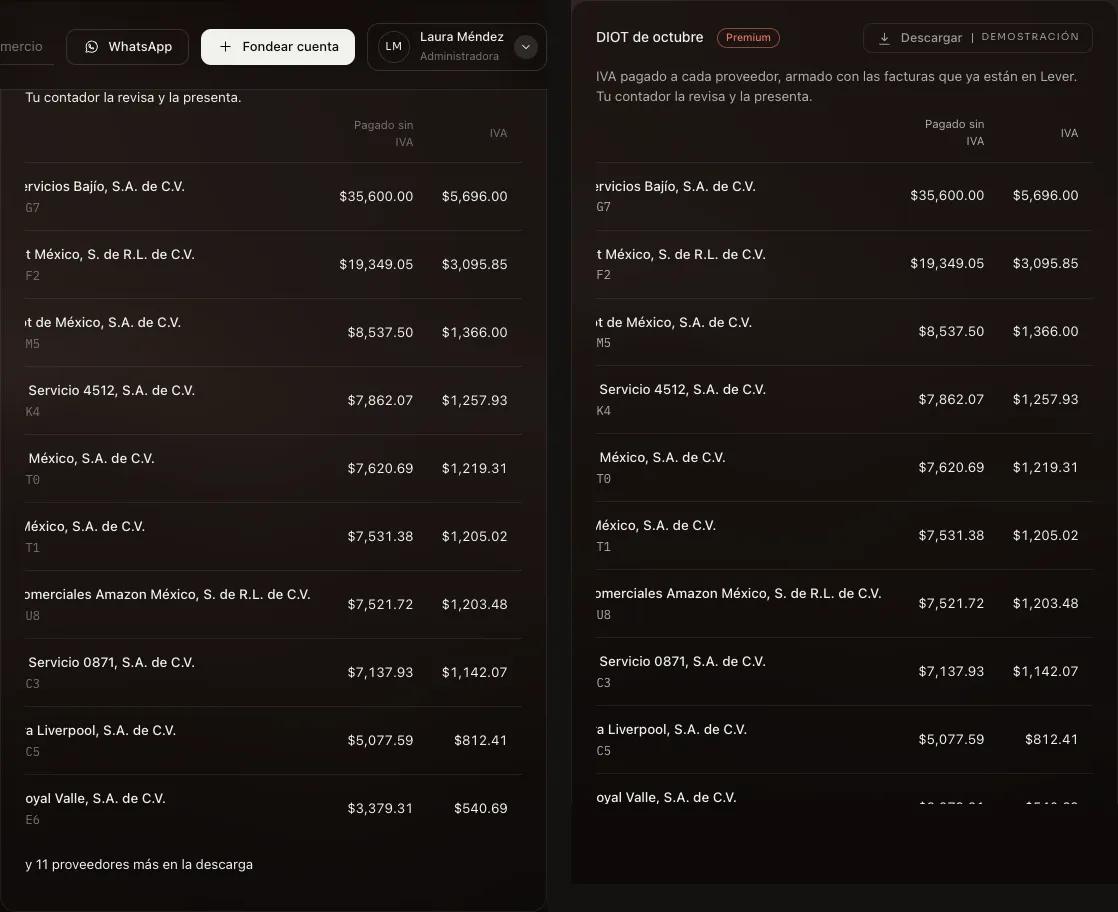 mercio
WhatsApp
+ Fondear cuenta
LM
Laura Méndez
Administradora
Tu contador la revisa y la presenta.
Pagado sin
IVA
IVA
ervicios Bajío, S.A. de C.V.
G7
$35,600.00
$5,696.00
t México, S. de R.L. de C.V.
F2
$19,349.05
$3,095.85
ot de México, S.A. de C.V.
M5
$8,537.50
$1,366.00
Servicio 4512, S.A. de C.V.
K4
$7,862.07
$1,257.93
México, S.A. de C.V.
T0
$7,620.69
$1,219.31
México, S.A. de C.V.
T1
$7,531.38
$1,205.02
omerciales Amazon México, S. de R.L. de C.V.
U8
$7,521.72
$1,203.48
Servicio 0871, S.A. de C.V.
C3
$7,137.93
$1,142.07
a Liverpool, S.A. de C.V.
C5
$5,077.59
$812.41
oyal Valle, S.A. de C.V.
E6
$3,379.31
$540.69
y 11 proveedores más en la descarga
DIOT de octubre
Premium
Descargar | DEMOSTRACIÓN
IVA pagado a cada proveedor, armado con las facturas que ya están en Lever.
Tu contador la revisa y la presenta.
Pagado sin
IVA
IVA
ervicios Bajío, S.A. de C.V.
G7
$35,600.00
$5,696.00
t México, S. de R.L. de C.V.
F2
$19,349.05
$3,095.85
ot de México, S.A. de C.V.
M5
$8,537.50
$1,366.00
Servicio 4512, S.A. de C.V.
K4
$7,862.07
$1,257.93
México, S.A. de C.V.
T0
$7,620.69
$1,219.31
México, S.A. de C.V.
T1
$7,531.38
$1,205.02
omerciales Amazon México, S. de R.L. de C.V.
U8
$7,521.72
$1,203.48
Servicio 0871, S.A. de C.V.
C3
$7,137.93
$1,142.07
a Liverpool, S.A. de C.V.
C5
$5,077.59
$812.41
oyal Valle, S.A. de C.V.